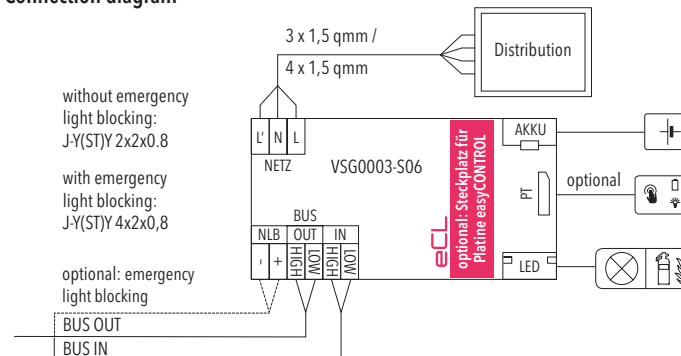 Connection diagram
3 x 1,5 qmm /
4 x 1,5 qmm
Distribution
without emergency
light blocking:
J-Y(ST)Y 2x2x0.8
with emergency
light blocking:
J-Y(ST)Y 4x2x0,8
optional: emergency
light blocking
BUS OUT
BUS IN
L' N L
NETZ
VSG0003-S06
BUS
NLB OUT IN
- + HIGH LOW HIGH LOW
eCL
optional: Steckplatz für
Platine easyCONTROL
AKKU
PT
LED
optional